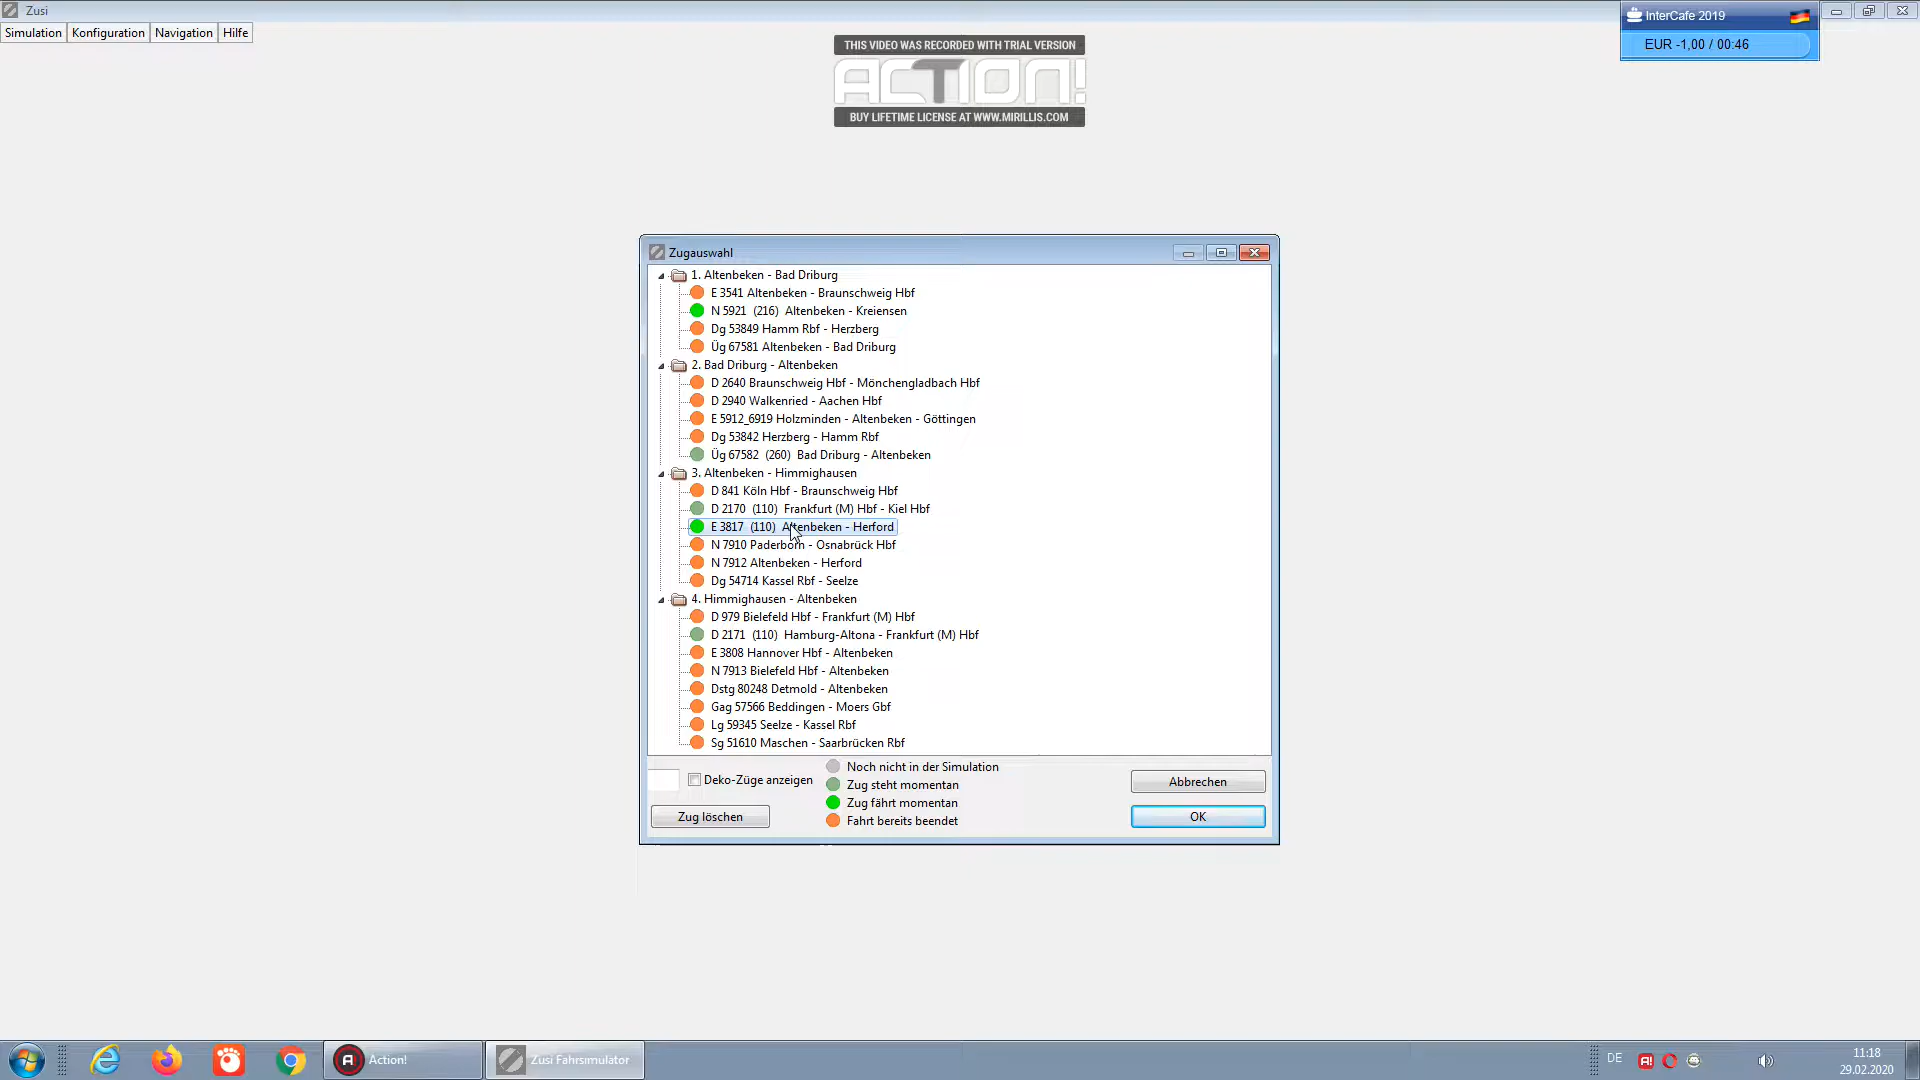 Zusi
Simulation Konfiguration Navigation Hilfe
InterCafe 2019
EUR -1,00 / 00:46
THIS VIDEO WAS RECORDED WITH TRIAL VERSION
ACTION!
BUY LIFETIME LICENSE AT WWW.MIRILLIS.COM
Zugauswahl
1. Altenbeken - Bad Driburg
E 3541 Altenbeken - Braunschweig Hbf
N 5921 (216) Altenbeken - Kreiensen
Dg 53849 Hamm Rbf - Herzberg
Üg 67581 Altenbeken - Bad Driburg
2. Bad Driburg - Altenbeken
D 2640 Braunschweig Hbf - Mönchengladbach Hbf
D 2940 Walkenried - Aachen Hbf
E 5912_6919 Holzminden - Altenbeken - Göttingen
Dg 53842 Herzberg - Hamm Rbf
Üg 67582 (260) Bad Driburg - Altenbeken
3. Altenbeken - Himmighausen
D 841 Köln Hbf - Braunschweig Hbf
D 2170 (110) Frankfurt (M) Hbf - Kiel Hbf
E 3817 (110) Altenbeken - Herford
N 7910 Paderborn - Osnabrück Hbf
N 7912 Altenbeken - Herford
Dg 54714 Kassel Rbf - Seelze
4. Himmighausen - Altenbeken
D 979 Bielefeld Hbf - Frankfurt (M) Hbf
D 2171 (110) Hamburg-Altona - Frankfurt (M) Hbf
E 3808 Hannover Hbf - Altenbeken
N 7913 Bielefeld Hbf - Altenbeken
Dstg 80248 Detmold - Altenbeken
Gag 57566 Beddingen - Moers Gbf
Lg 59345 Seelze - Kassel Rbf
Sg 51610 Maschen - Saarbrücken Rbf
Deko-Züge anzeigen
Zug löschen
Noch nicht in der Simulation
Zug steht momentan
Zug fährt momentan
Fahrt bereits beendet
Abbrechen
OK
Action!
Zusi Fahrsimulator
DE
11:18
29.02.2020